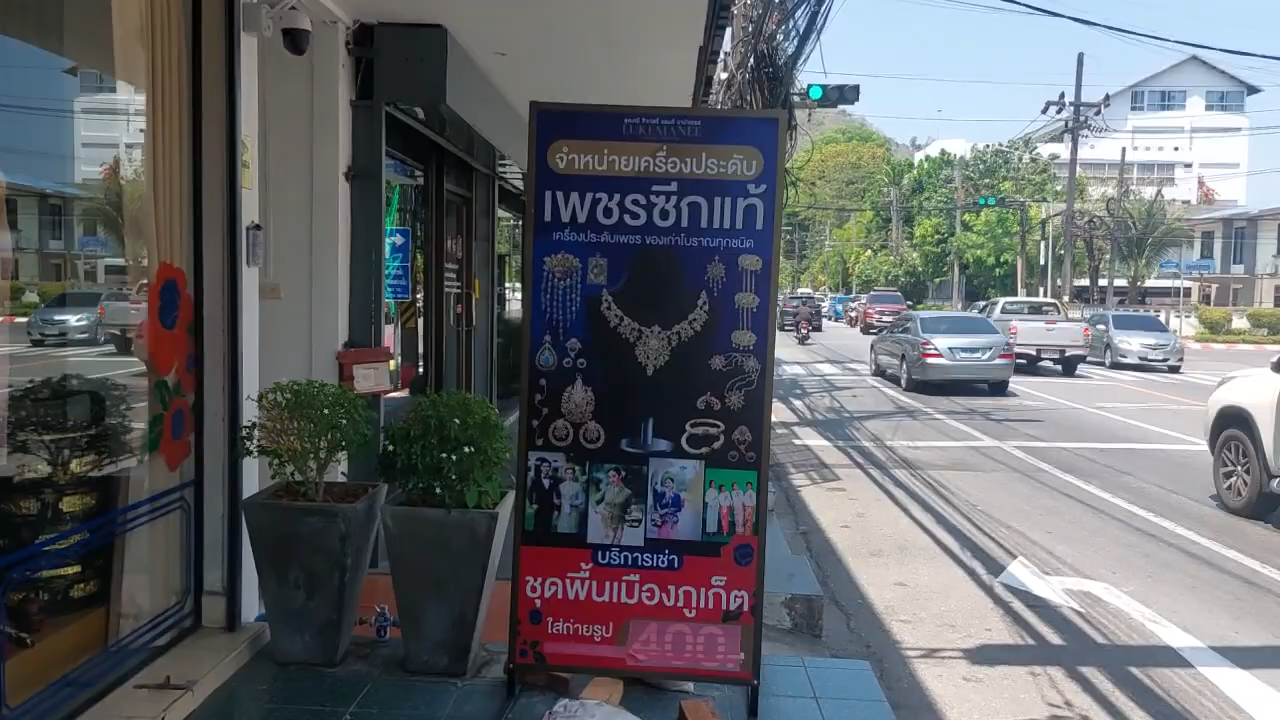 LUKEMANEE
จำหน่ายเครื่องประดับ
เพชรซีกแท้
เครื่องประดับเพชร ของเก่าโบราณทุกชนิด
บริการเช่า
ชุดพื้นเมืองภูเก็ต
ใส่ถ่ายรูป 400.-